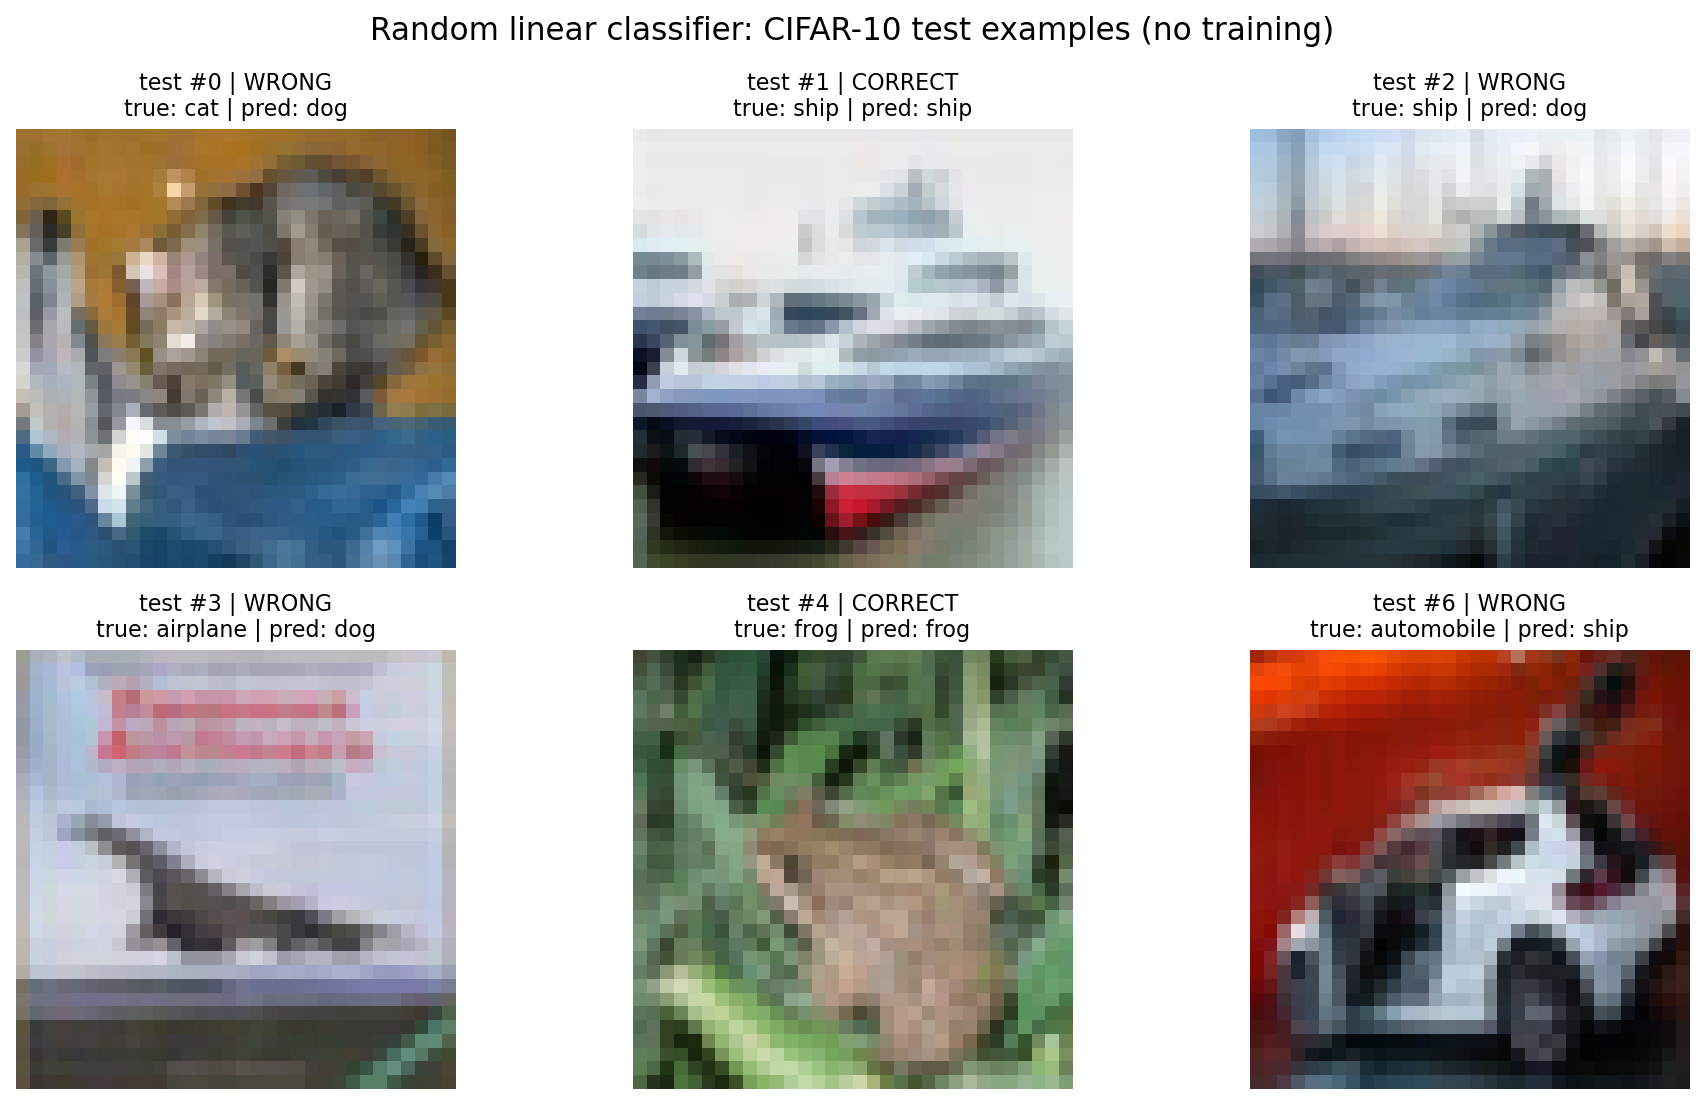 Random linear classifier: CIFAR-10 test examples (no training)
test #0 | WRONG
true: cat | pred: dog
test #1 | CORRECT
true: ship | pred: ship
test #2 | WRONG
true: ship | pred: dog
test #3 | WRONG
true: airplane | pred: dog
test #4 | CORRECT
true: frog | pred: frog
test #6 | WRONG
true: automobile | pred: ship